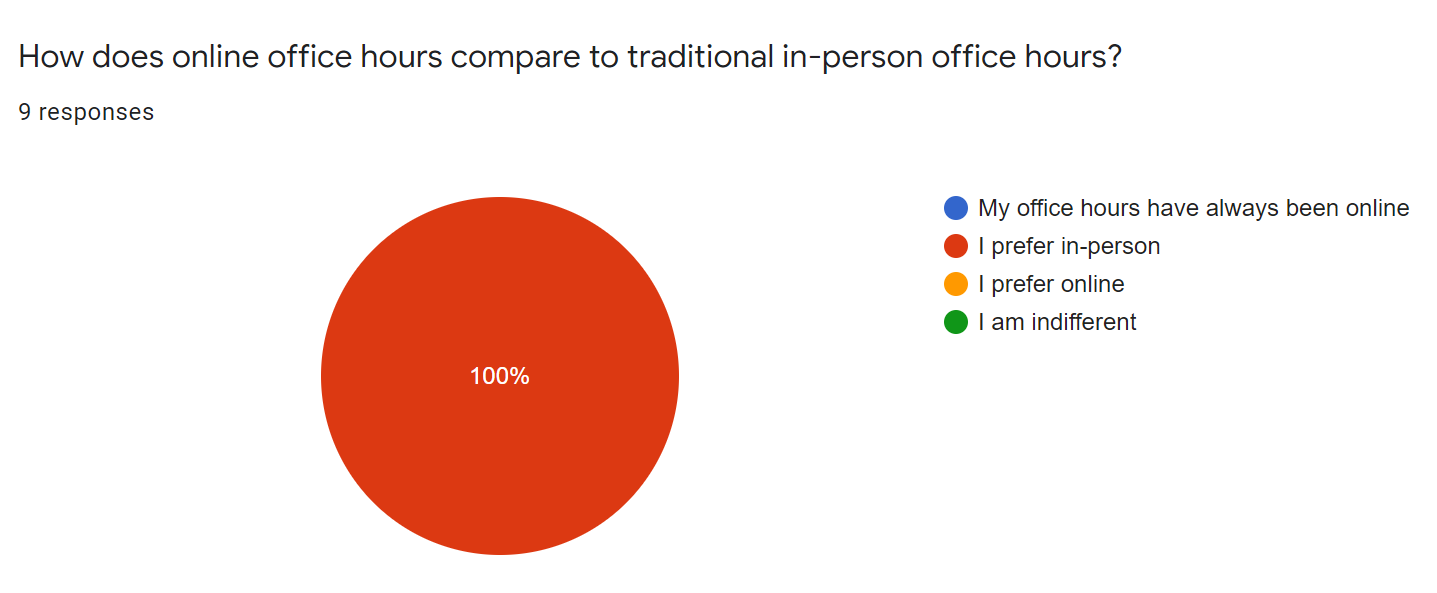 How does online office hours compare to traditional in-person office hours?
9 responses
100%
My office hours have always been online
I prefer in-person
I prefer online
I am indifferent